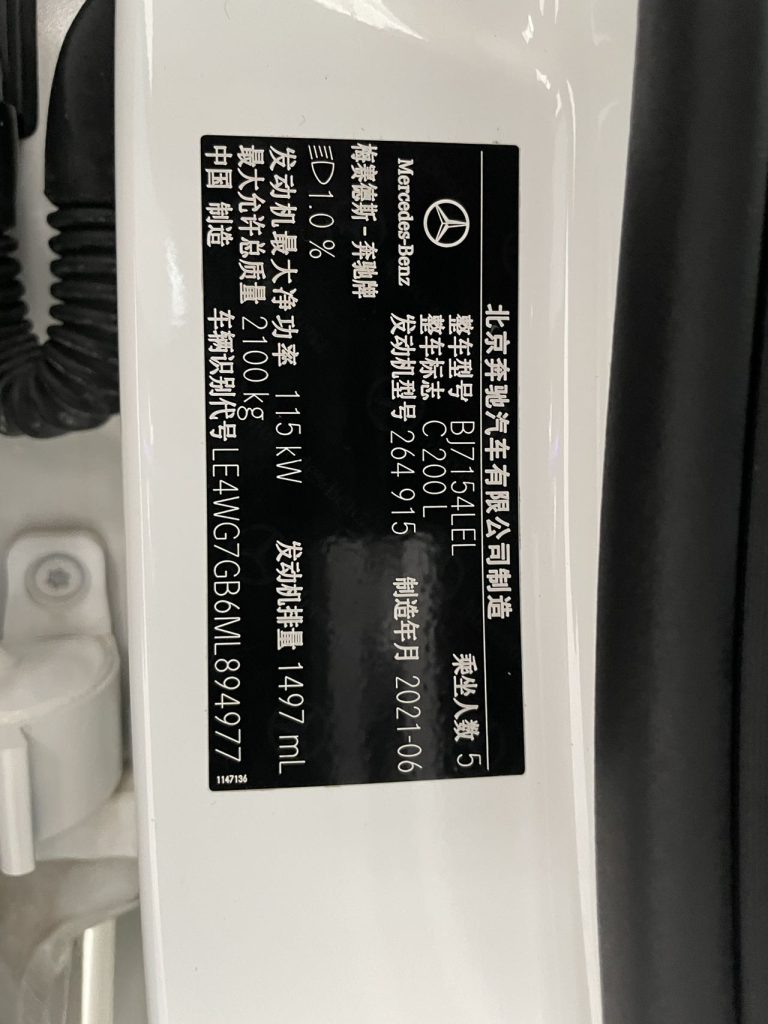 北京奔驰汽车有限公司制造
整车型号 BJ7154LEL 乘坐人数 5
整车标志 C 200 L
Mercedes-Benz 发动机型号 264 915 制造年月 2021-06
梅赛德斯-奔驰牌
1.0 %
发动机最大净功率 115 kW 发动机排量 1497 mL
最大允许总质量 2100 kg
中国 制造 车辆识别代号 LE4WG7GB6ML894977
1147136